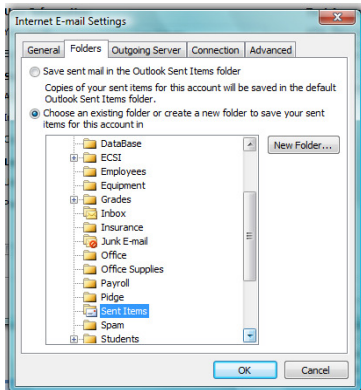 Internet E-mail Settings
General Folders Outgoing Server Connection Advanced
Save sent mail in the Outlook Sent Items folder
Copies of your sent items for this account will be saved in the default
Outlook Sent Items folder.
Choose an existing folder or create a new folder to save your sent
items for this account in
DataBase
New Folder...
ECSI
Employees
Equipment
Grades
Inbox
Insurance
Junk E-mail
Office
Office Supplies
Payroll
Pidge
Sent Items
Spam
Students
OK Cancel